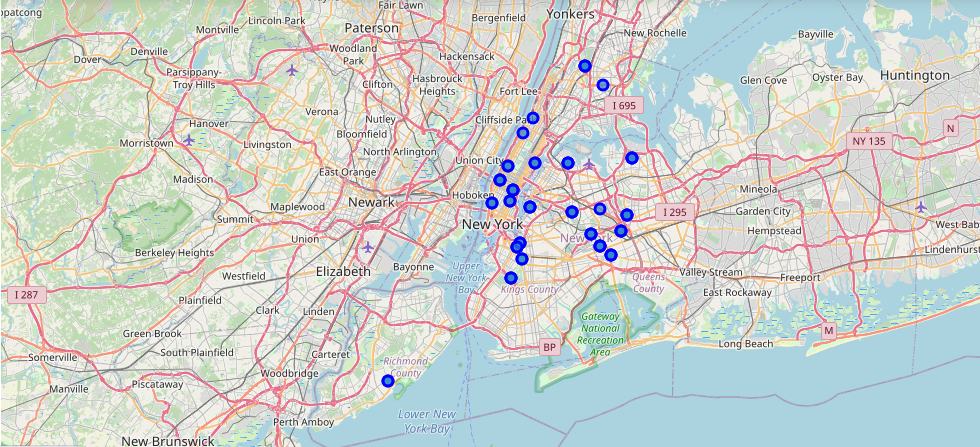 opatcong
Fair Lawn
Bergenfield
Yonkers
Lincoln Park
Montville
Paterson
New Rochelle
Bayville
Denville
Woodland
Park
Hackensack
Dover
Parsippany-
Troy Hills
Clifton
Hasbrouck
Heights
Fort Lee
Glen Cove
Oyster Bay
Huntington
I 695
Verona
Nutley
Cliffside Pa
Hanover
Bloomfield
N
Morristown
Livingston
North Arlington
NY 135
Union City
East Orange
Madison
Mineola
Hoboken
Newark
Maplewood
Summit
I 295
Garden City
New York
West Bab
Hempstead
Union
New York
Berkeley Heights
Lindenhurst
Bayonne
Upper
New York
Bay
Elizabeth
Valley Stream
Westfield
Queens
County
Freeport
Kings County
East Rockaway
I 287
Plainfield
Clark
Linden
Gateway
National
Recreation
Area
Green Brook
M
Long Beach
BP
South Plainfield
Carteret
Somerville
Richmond
County
Woodbridge
Piscataway
Manville
Lower New
York Bay
Perth Amboy
New Brunswick